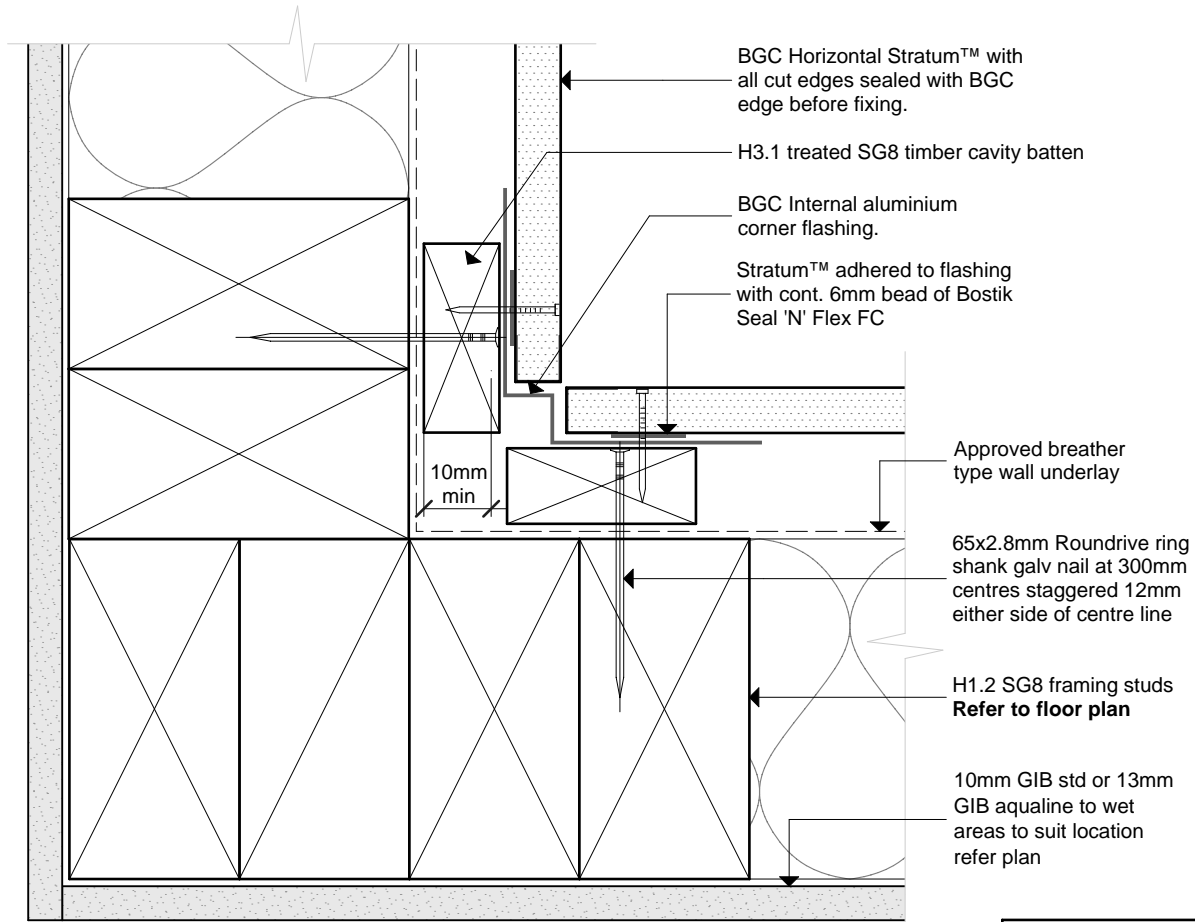 BGC Horizontal Stratum™ with
all cut edges sealed with BGC
edge before fixing.
H3.1 treated SG8 timber cavity batten
BGC Internal aluminium
corner flashing.
Stratum™ adhered to flashing
with cont. 6mm bead of Bostik
Seal 'N' Flex FC
10mm
min
Approved breather
type wall underlay
65x2.8mm Roundrive ring
shank galv nail at 300mm
centres staggered 12mm
either side of centre line
H1.2 SG8 framing studs
Refer to floor plan
10mm GIB std or 13mm
GIB aqualine to wet
areas to suit location
refer plan